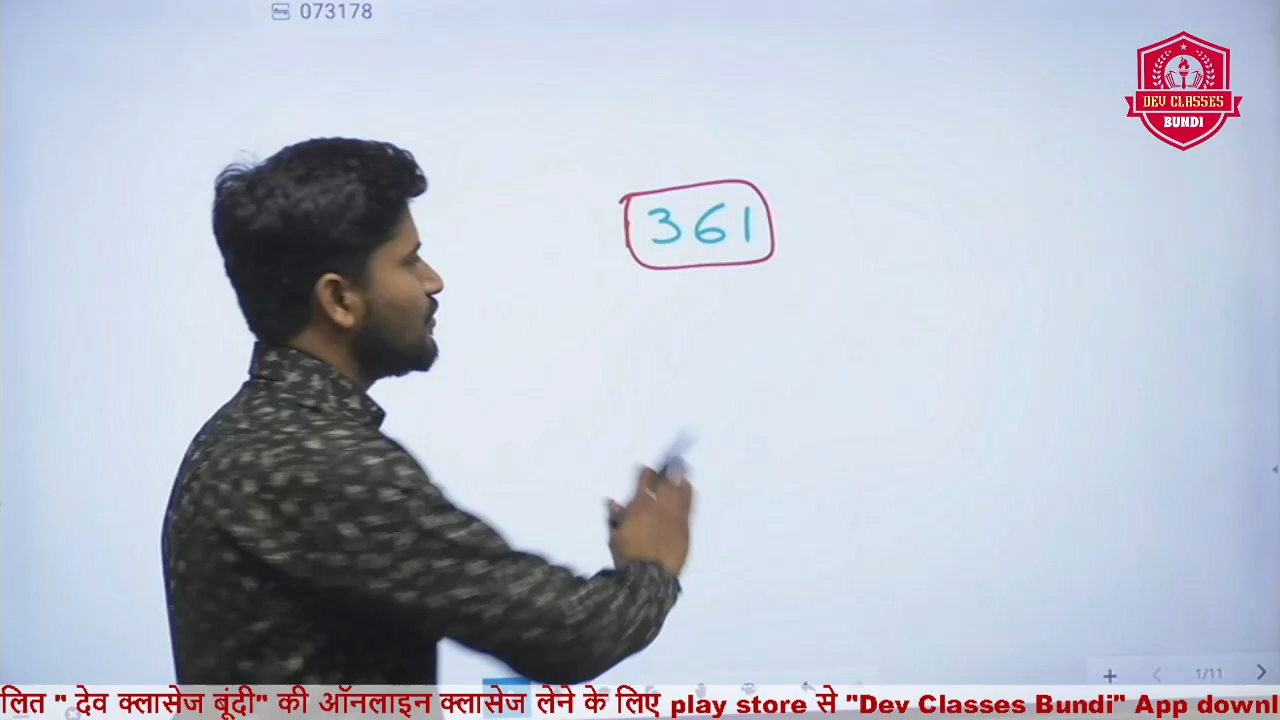 073178
DEV CLASSES
BUNDI
361
1/11
लित " देव क्लासेज बूंदी" की ऑनलाइन क्लासेज लेने के लिए play store से "Dev Classes Bundi" App downl